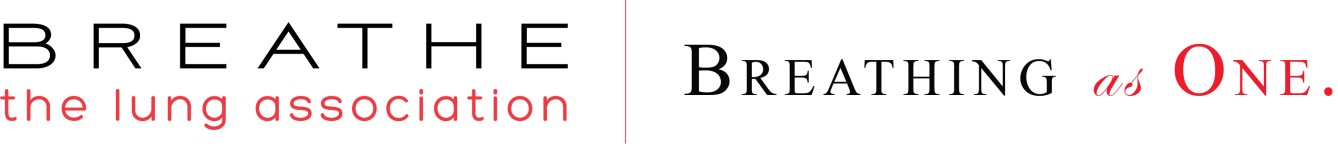 BREATHE
the lung association
BREATHING as ONE.